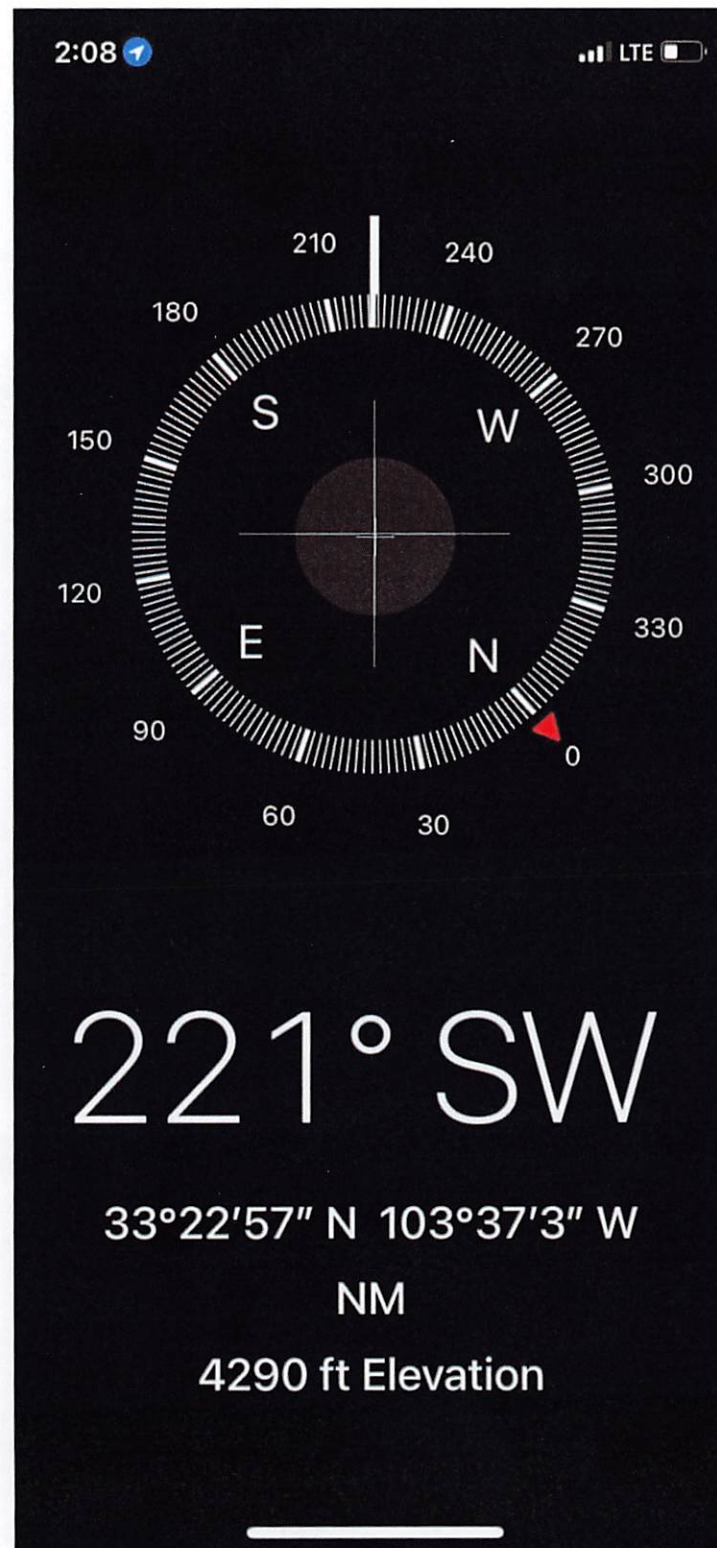 2:08 LTE
210 240
180 270
S W
150 300
120 330
E N
90 0
60 30
221° SW
33°22′57″ N 103°37′3″ W
NM
4290 ft Elevation